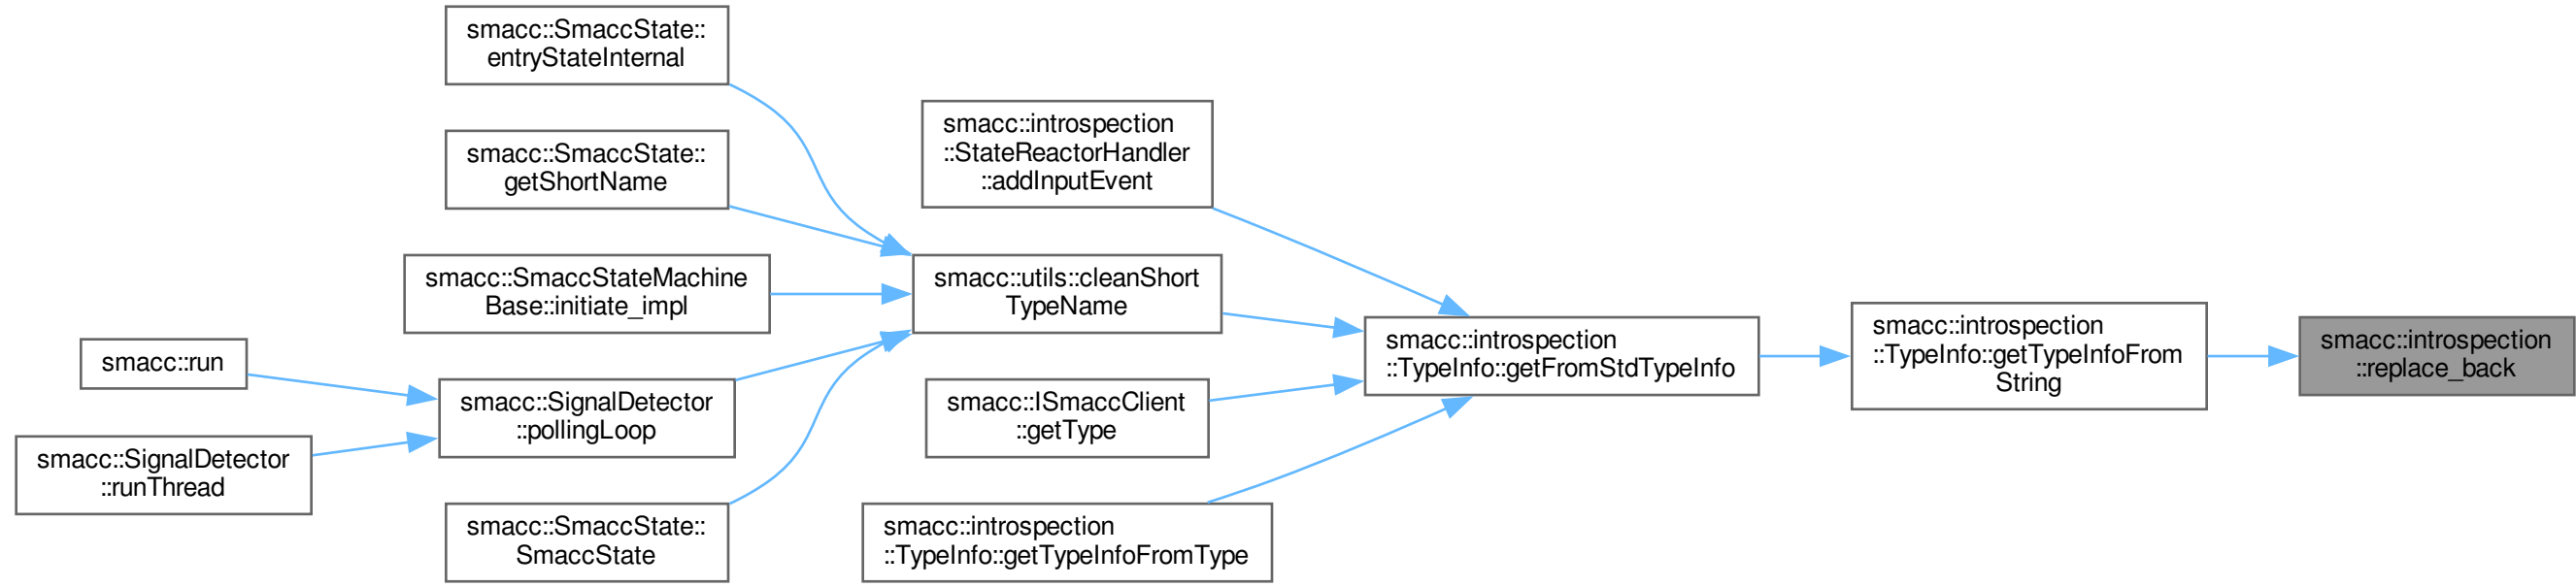 smacc::SmaccState::
entryStateInternal
smacc::SmaccState::
getShortName
smacc::SmaccStateMachine
Base::initiate_impl
smacc::run
smacc::SignalDetector
::pollingLoop
smacc::SignalDetector
::runThread
smacc::SmaccState::
SmaccState
smacc::introspection
::StateReactorHandler
::addInputEvent
smacc::utils::cleanShort
TypeName
smacc::ISmaccClient
::getType
smacc::introspection
::TypeInfo::getTypeInfoFromType
smacc::introspection
::TypeInfo::getFromStdTypeInfo
smacc::introspection
::TypeInfo::getTypeInfoFrom
String
smacc::introspection
::replace_back